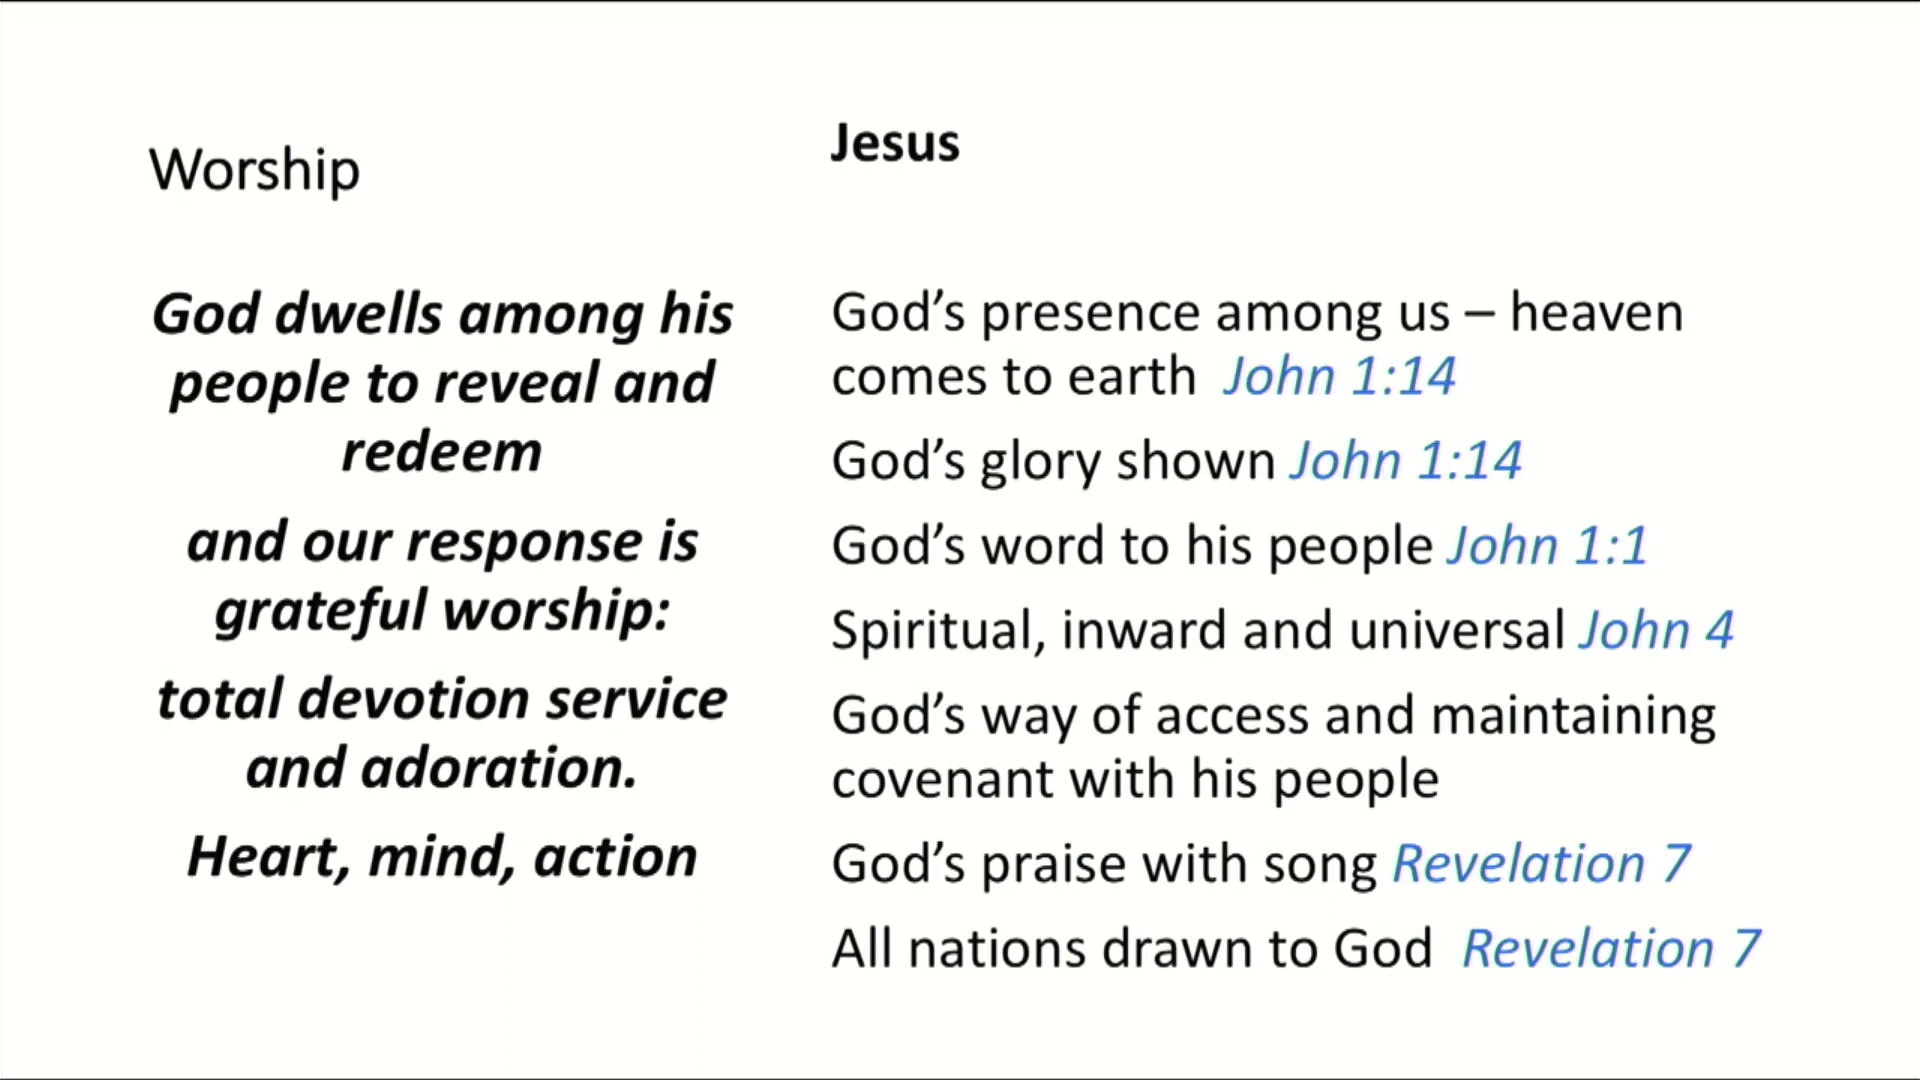 Worship
God dwells among his
people to reveal and
redeem
and our response is
grateful worship:
total devotion service
and adoration.
Heart, mind, action
Jesus
God’s presence among us – heaven
comes to earth John 1:14
God’s glory shown John 1:14
God’s word to his people John 1:1
Spiritual, inward and universal John 4
God’s way of access and maintaining
covenant with his people
God’s praise with song Revelation 7
All nations drawn to God Revelation 7